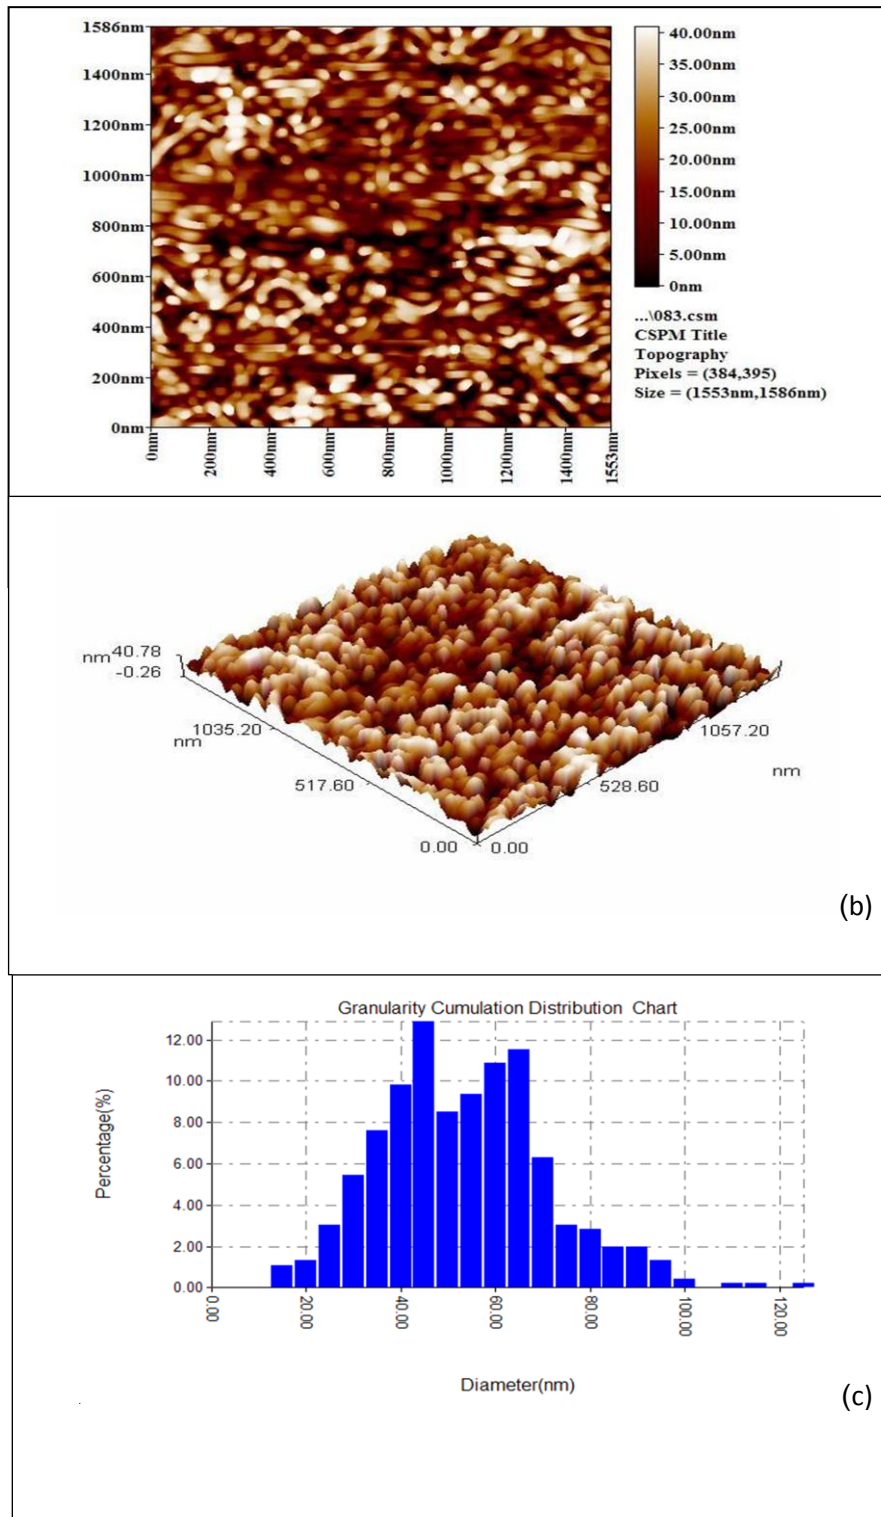 1586nm
1400nm
1200nm
1000nm
800nm
600nm
400nm
200nm
0nm
0nm
200nm
400nm
600nm
800nm
1000nm
1200nm
1400nm
1553nm
40.00nm
35.00nm
30.00nm
25.00nm
20.00nm
15.00nm
10.00nm
5.00nm
0nm
...\083.csm
CSPM Title
Topography
Pixels = (384,395)
Size = (1553nm,1586nm)
nm 40.78
-0.26
1035.20
nm
517.60
0.00
0.00
528.60
1057.20
nm
(b)
Granularity Cumulation Distribution Chart
Percentage(%)
12.00
10.00
8.00
6.00
4.00
2.00
0.00
0.00
20.00
40.00
60.00
80.00
100.00
120.00
Diameter(nm)
(c)